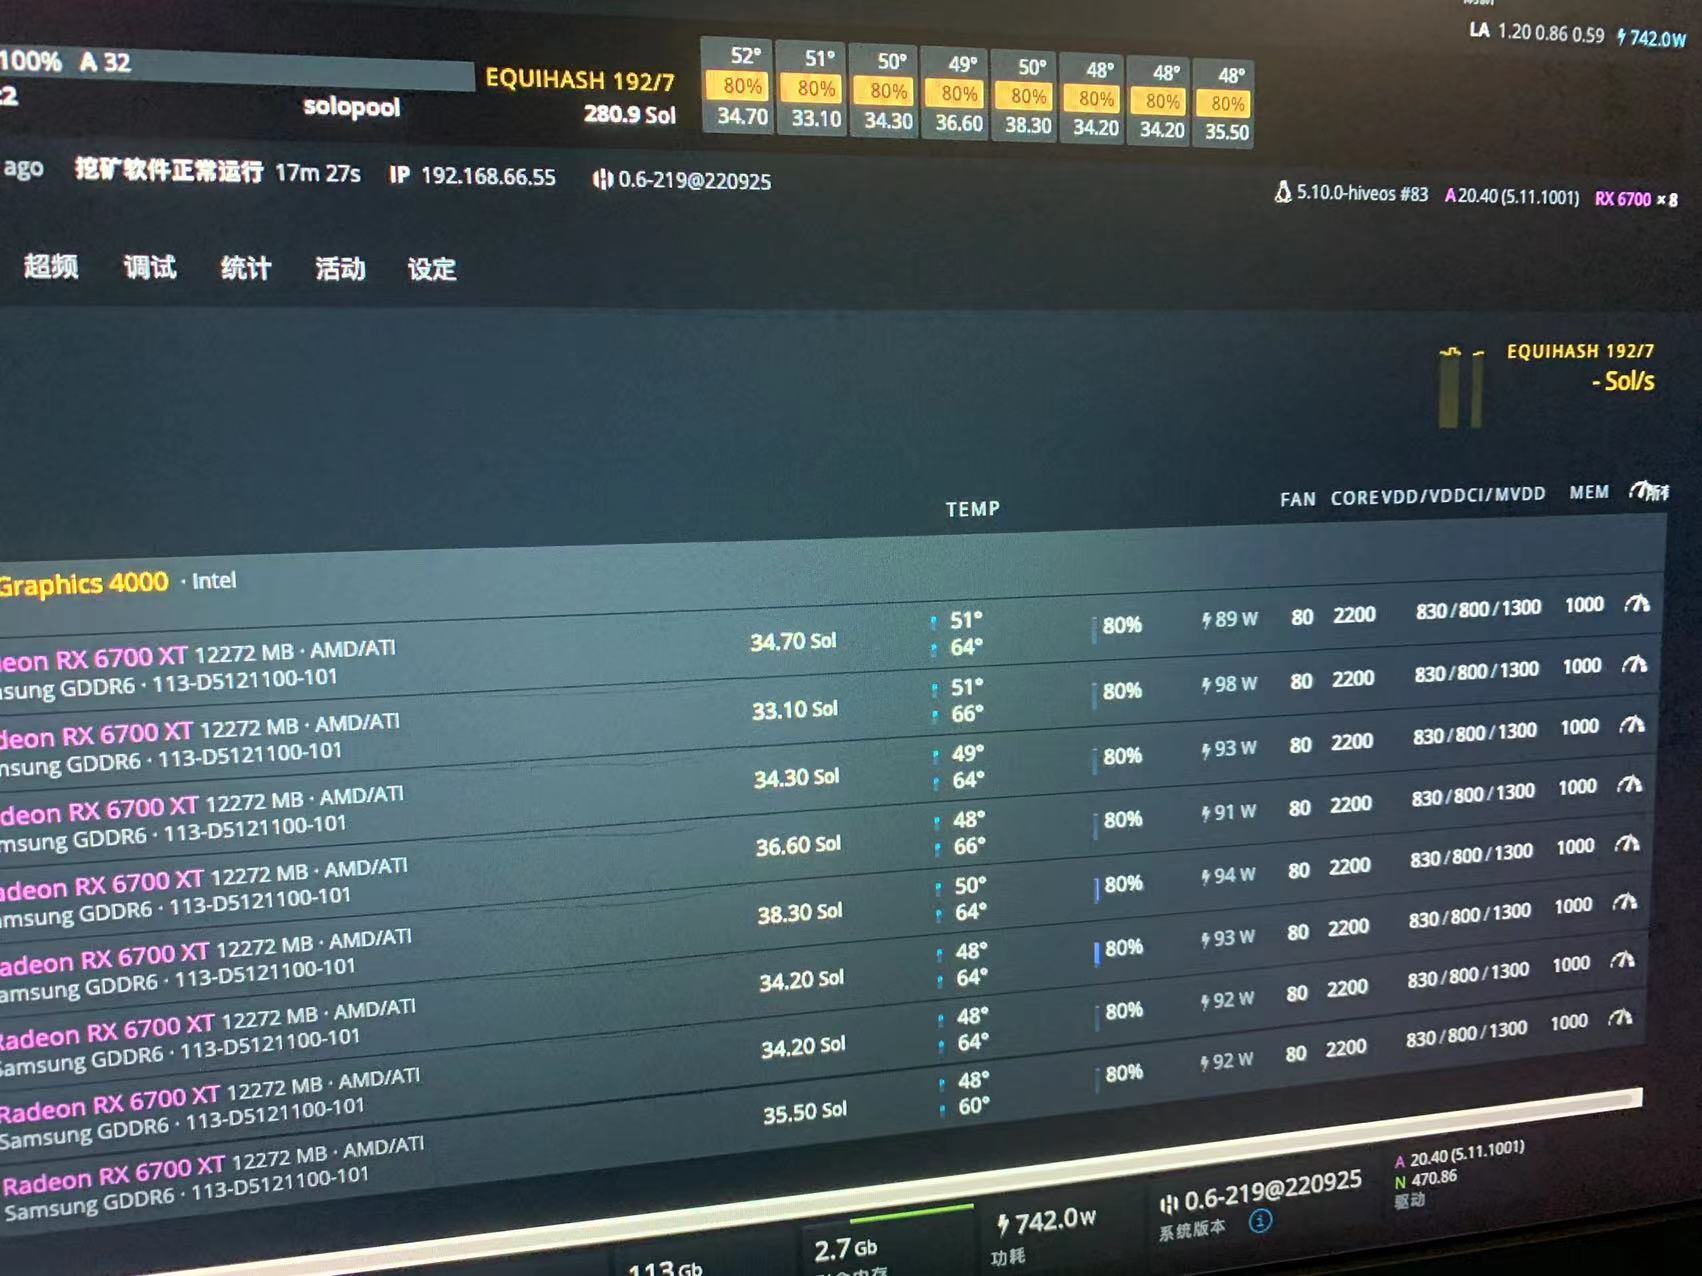 LA 1.20 0.86 0.59 742.0W
100% A 32
solopool
EQUIHASH 192/7
280.9 Sol
52° 51° 50° 49° 50° 48° 48° 48°
80% 80% 80% 80% 80% 80% 80% 80%
34.70 33.10 34.30 36.60 38.30 34.20 34.20 35.50
ago 挖矿软件正常运行 17m 27s IP 192.168.66.55 0.6-219@220925
5.10.0-hiveos #83 A 20.40 (5.11.1001) RX 6700 × 8
超频 调试 统计 活动 设定
EQUIHASH 192/7
- Sol/s
TEMP FAN CORE VDD/VDDCI/MVDD MEM
Graphics 4000 · Intel
eon RX 6700 XT 12272 MB · AMD/ATI 34.70 Sol 51° 80% 89 W 80 2200 830/800/1300 1000
sung GDDR6 · 113-D5121100-101 64°
deon RX 6700 XT 12272 MB · AMD/ATI 33.10 Sol 51° 80% 98 W 80 2200 830/800/1300 1000
nsung GDDR6 · 113-D5121100-101 66°
deon RX 6700 XT 12272 MB · AMD/ATI 34.30 Sol 49° 80% 93 W 80 2200 830/800/1300 1000
msung GDDR6 · 113-D5121100-101 64°
adeon RX 6700 XT 12272 MB · AMD/ATI 36.60 Sol 48° 80% 91 W 80 2200 830/800/1300 1000
msung GDDR6 · 113-D5121100-101 66°
adeon RX 6700 XT 12272 MB · AMD/ATI 38.30 Sol 50° 80% 94 W 80 2200 830/800/1300 1000
amsung GDDR6 · 113-D5121100-101 64°
Radeon RX 6700 XT 12272 MB · AMD/ATI 34.20 Sol 48° 80% 93 W 80 2200 830/800/1300 1000
Samsung GDDR6 · 113-D5121100-101 64°
Radeon RX 6700 XT 12272 MB · AMD/ATI 34.20 Sol 48° 80% 92 W 80 2200 830/800/1300 1000
Samsung GDDR6 · 113-D5121100-101 64°
Radeon RX 6700 XT 12272 MB · AMD/ATI 35.50 Sol 48° 80% 92 W 80 2200 830/800/1300 1000
Samsung GDDR6 · 113-D5121100-101 60°
113 Gb
2.7 Gb
742.0W
功耗
0.6-219@220925
系统版本
A 20.40 (5.11.1001)
N 470.86
驱动